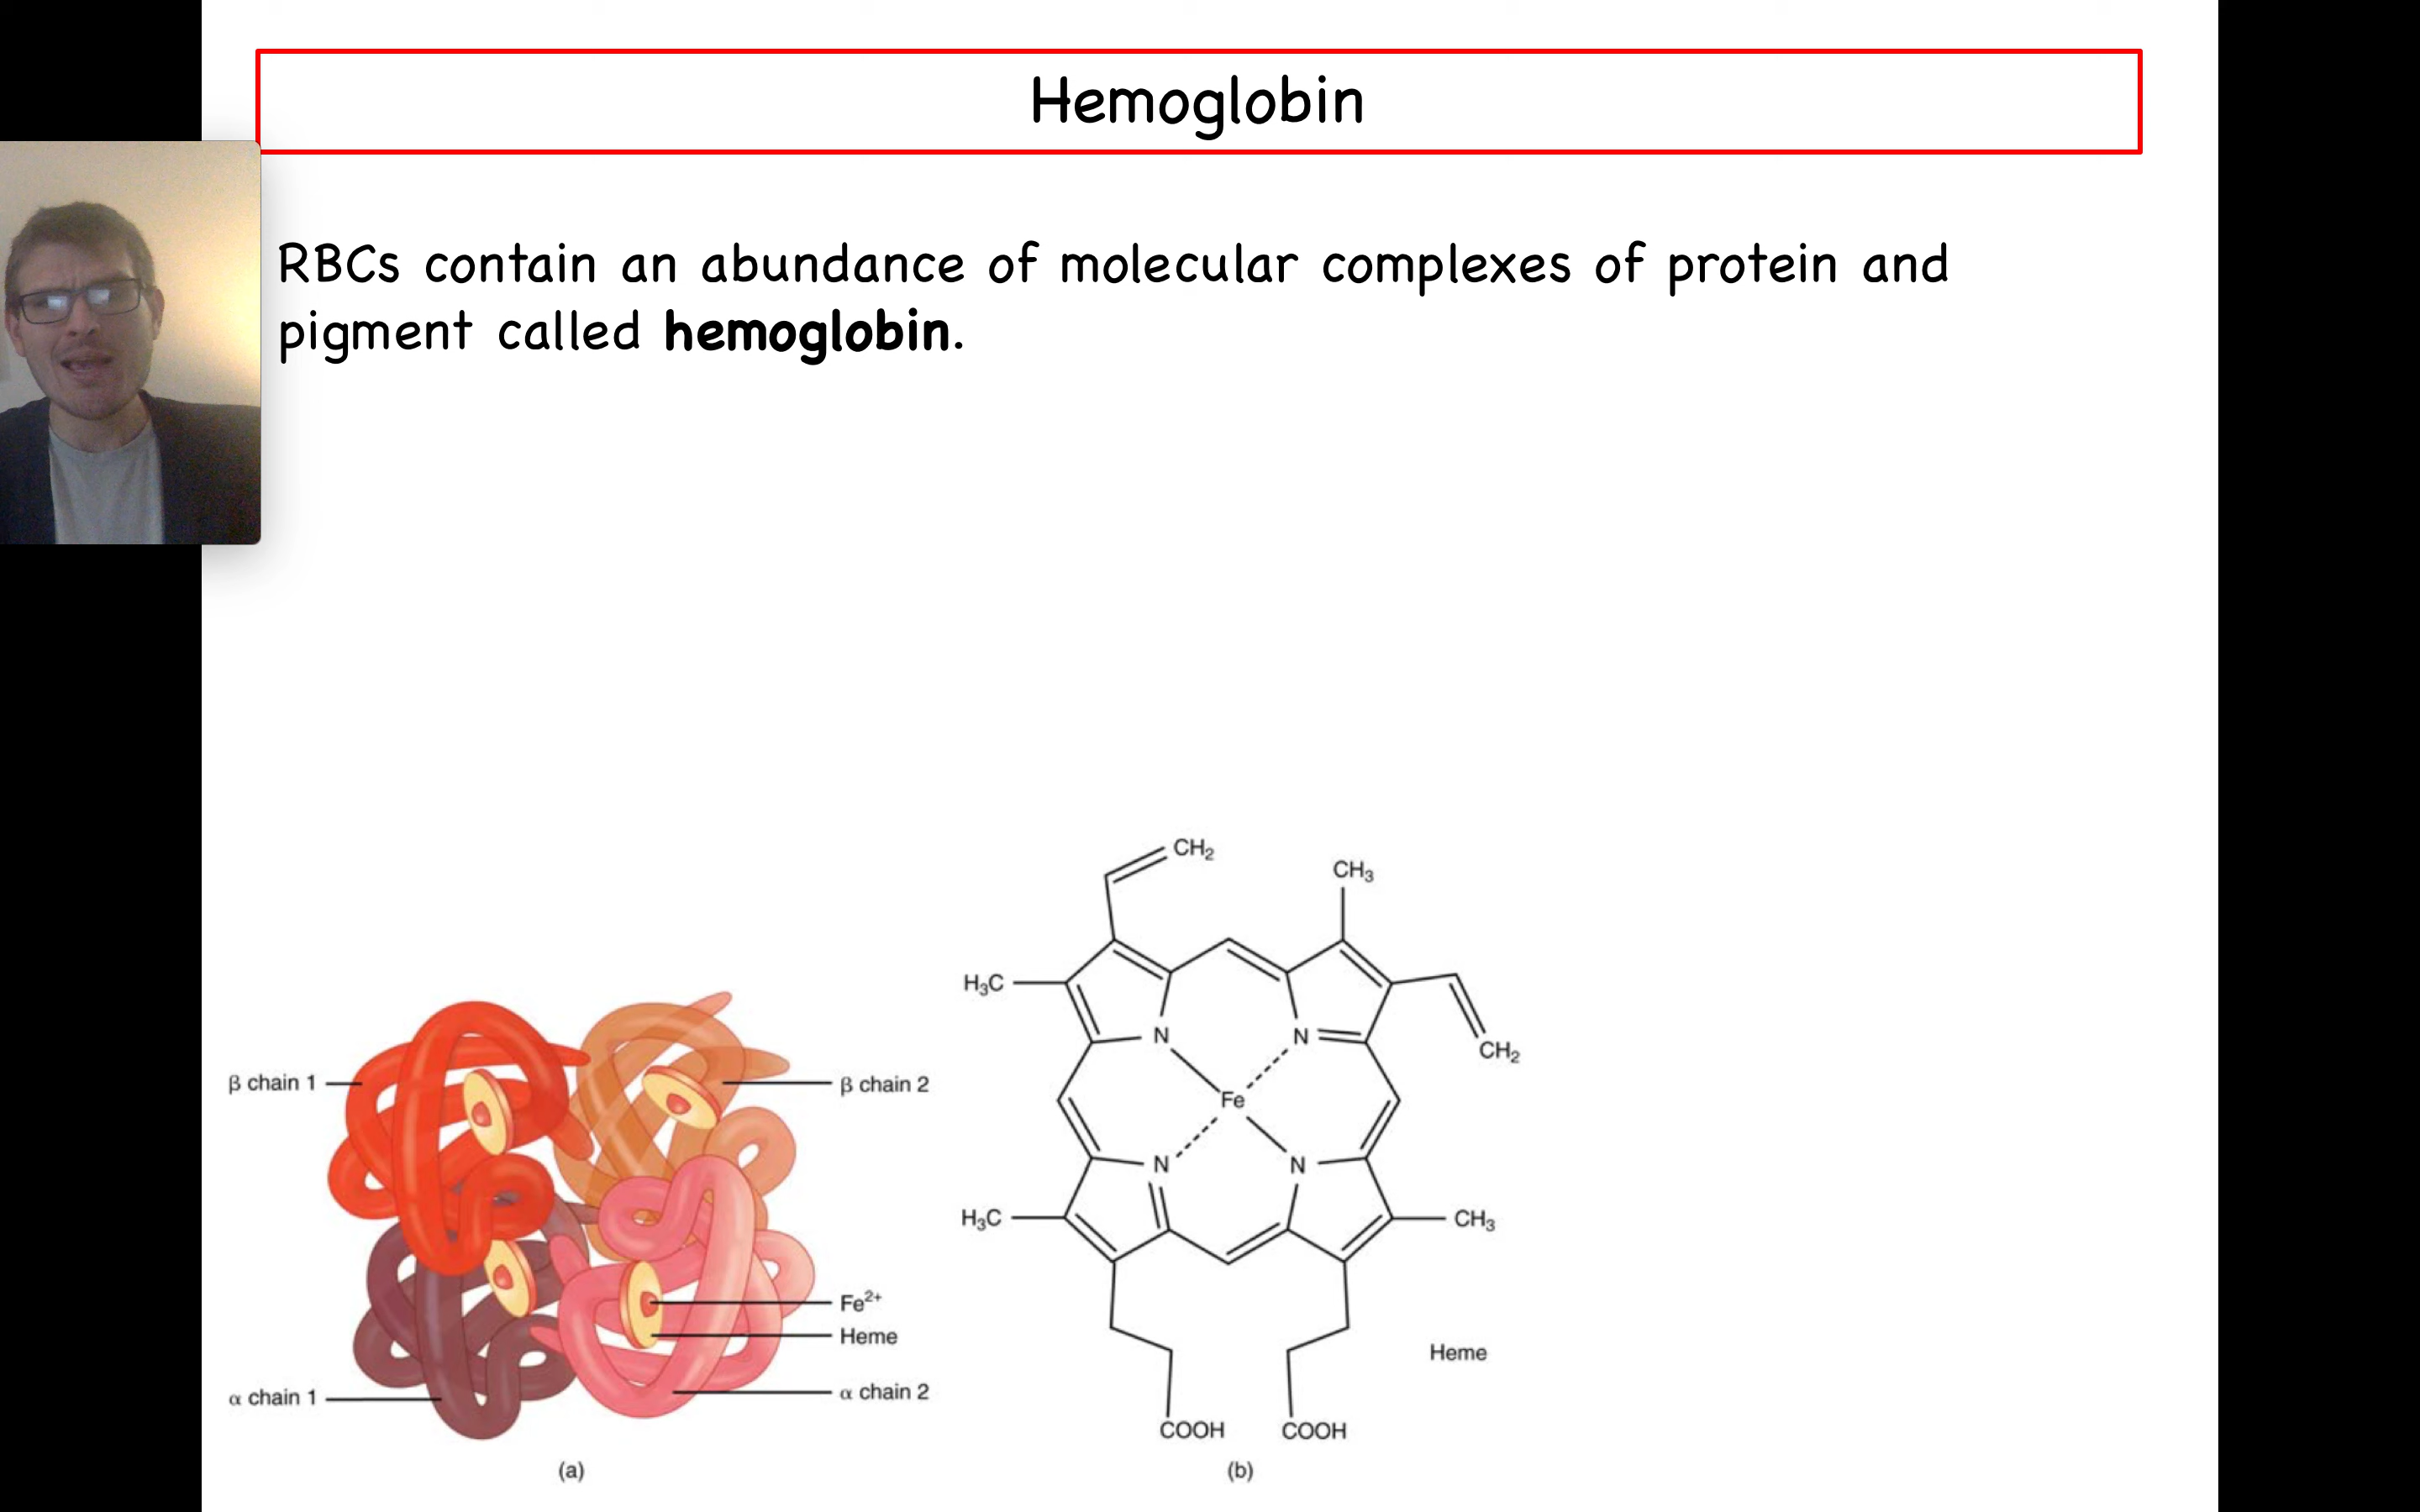 Hemoglobin
RBCs contain an abundance of molecular complexes of protein and
pigment called hemoglobin.
β chain 1
β chain 2
Fe²⁺
Heme
α chain 1
α chain 2
(a)
CH₂
CH₃
H₃C
N
N
CH₂
Fe
N
N
H₃C
CH₃
Heme
COOH
COOH
(b)